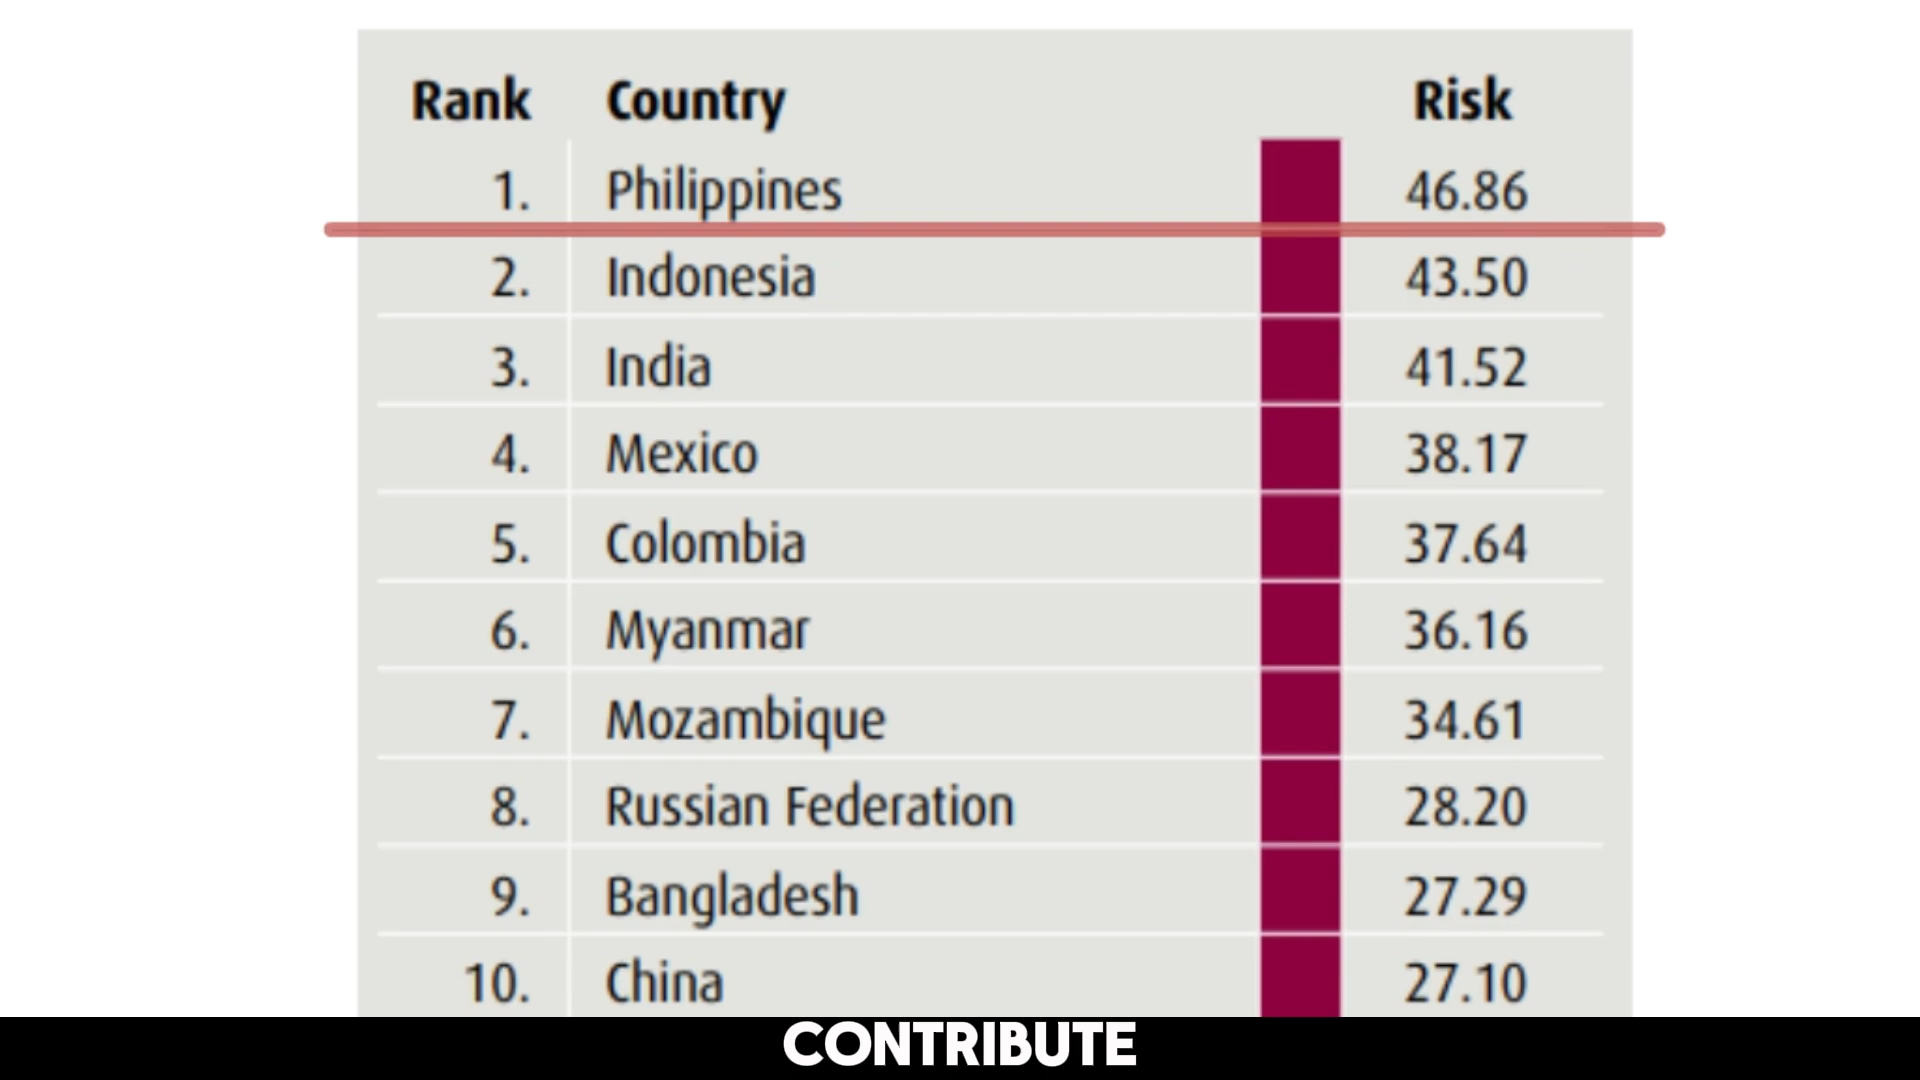 Rank Country Risk
1. Philippines 46.86
2. Indonesia 43.50
3. India 41.52
4. Mexico 38.17
5. Colombia 37.64
6. Myanmar 36.16
7. Mozambique 34.61
8. Russian Federation 28.20
9. Bangladesh 27.29
10. China 27.10
CONTRIBUTE